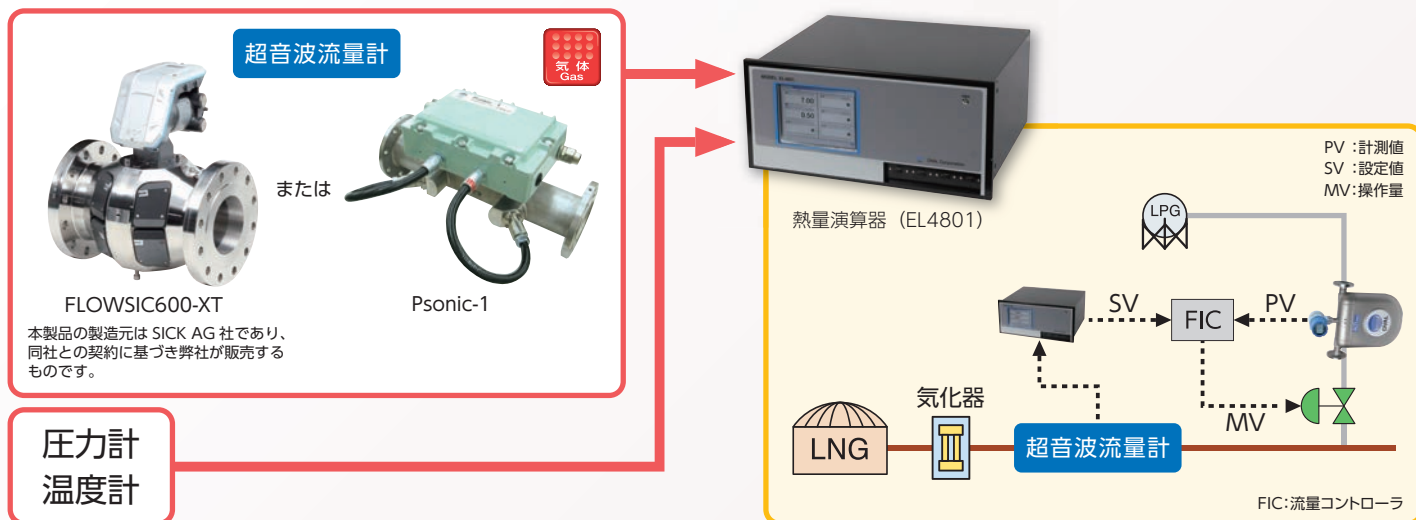 超音波流量計
気体
Gas
または
FLOWSIC600-XT
Psonic-1
本製品の製造元は SICK AG 社であり、
同社との契約に基づき弊社が販売する
ものです。
圧力計
温度計
7.00
0.50
熱量演算器（EL4801）
PV：計測値
SV：設定値
MV：操作量
LPG
SV
FIC
PV
MV
気化器
LNG
超音波流量計
FIC：流量コントローラ